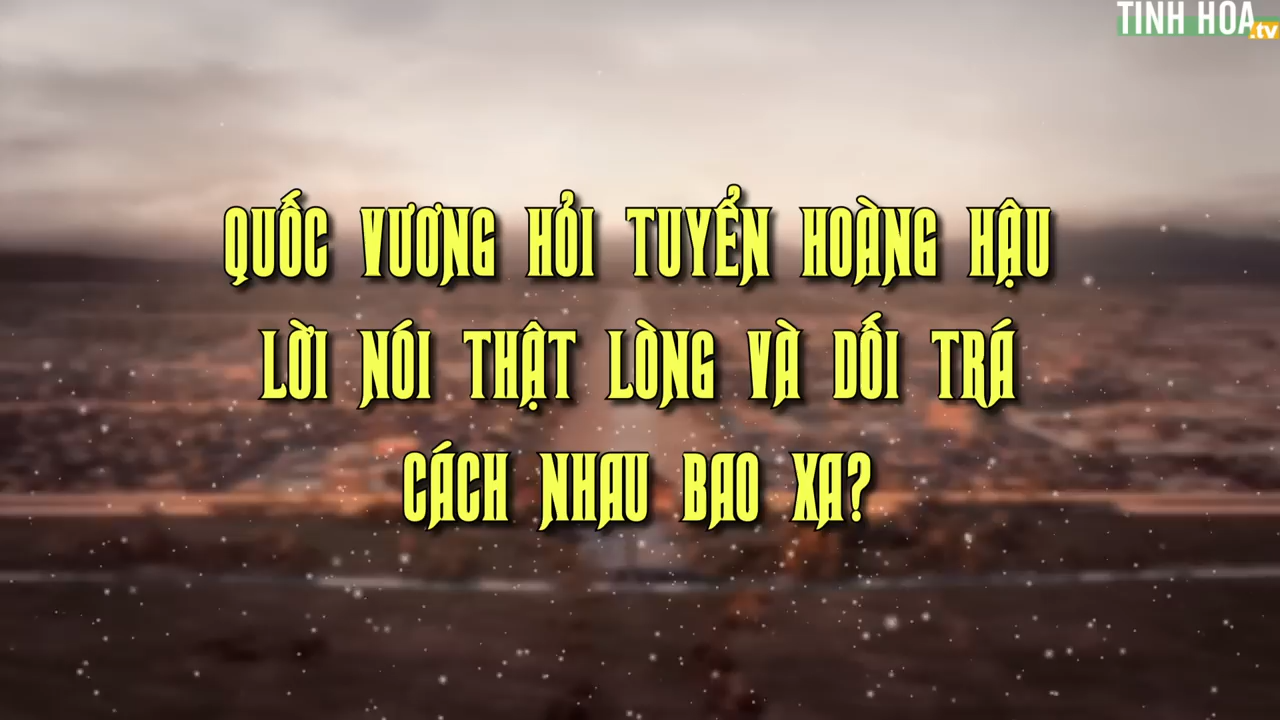 TINH HOA.tv
QUỐC VƯƠNG HỎI TUYỂN HOÀNG HẬU
LỜI NÓI THẬT LÒNG VÀ DỐI TRÁ
CÁCH NHAU BAO XA?